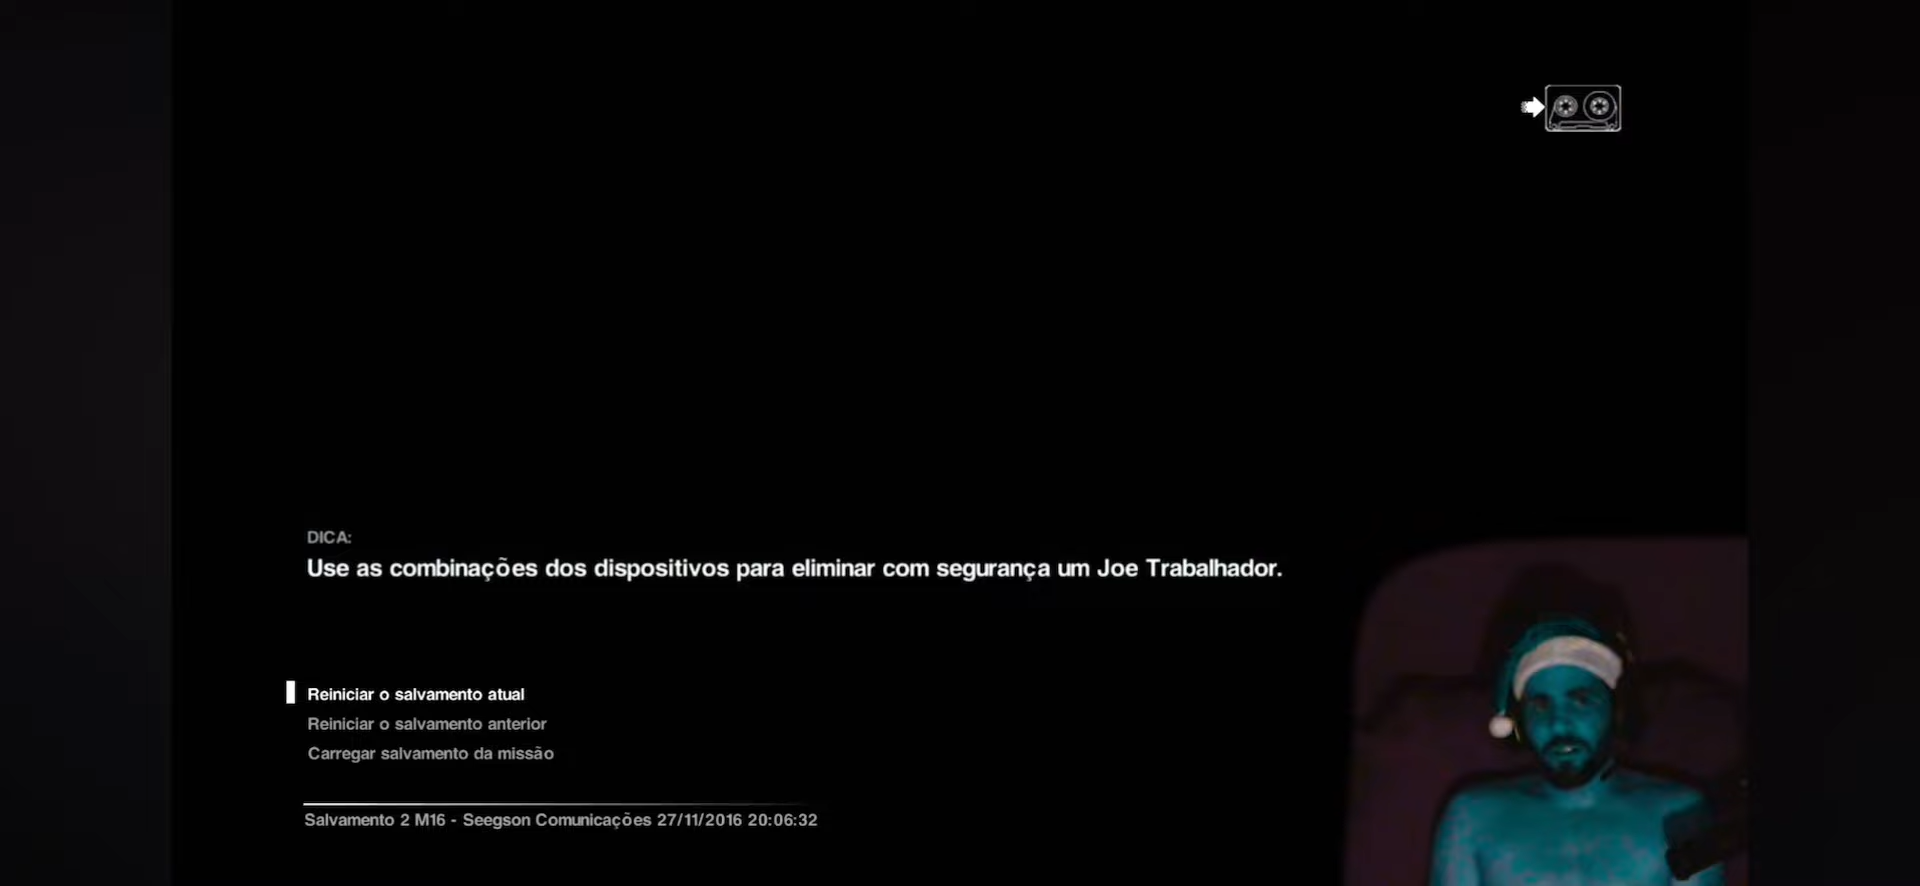 DICA:
Use as combinações dos dispositivos para eliminar com segurança um Joe Trabalhador.
Reiniciar o salvamento atual
Reiniciar o salvamento anterior
Carregar salvamento da missão
Salvamento 2 M16 - Seegson Comunicações 27/11/2016 20:06:32